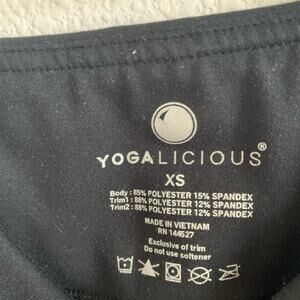 YOGALICIOUS®
XS
Body : 85% POLYESTER 15% SPANDEX
Trim1 : 88% POLYESTER 12% SPANDEX
Trim2 : 88% POLYESTER 12% SPANDEX
MADE IN VIETNAM
RN 144527
Exclusive of trim
Do not use softener